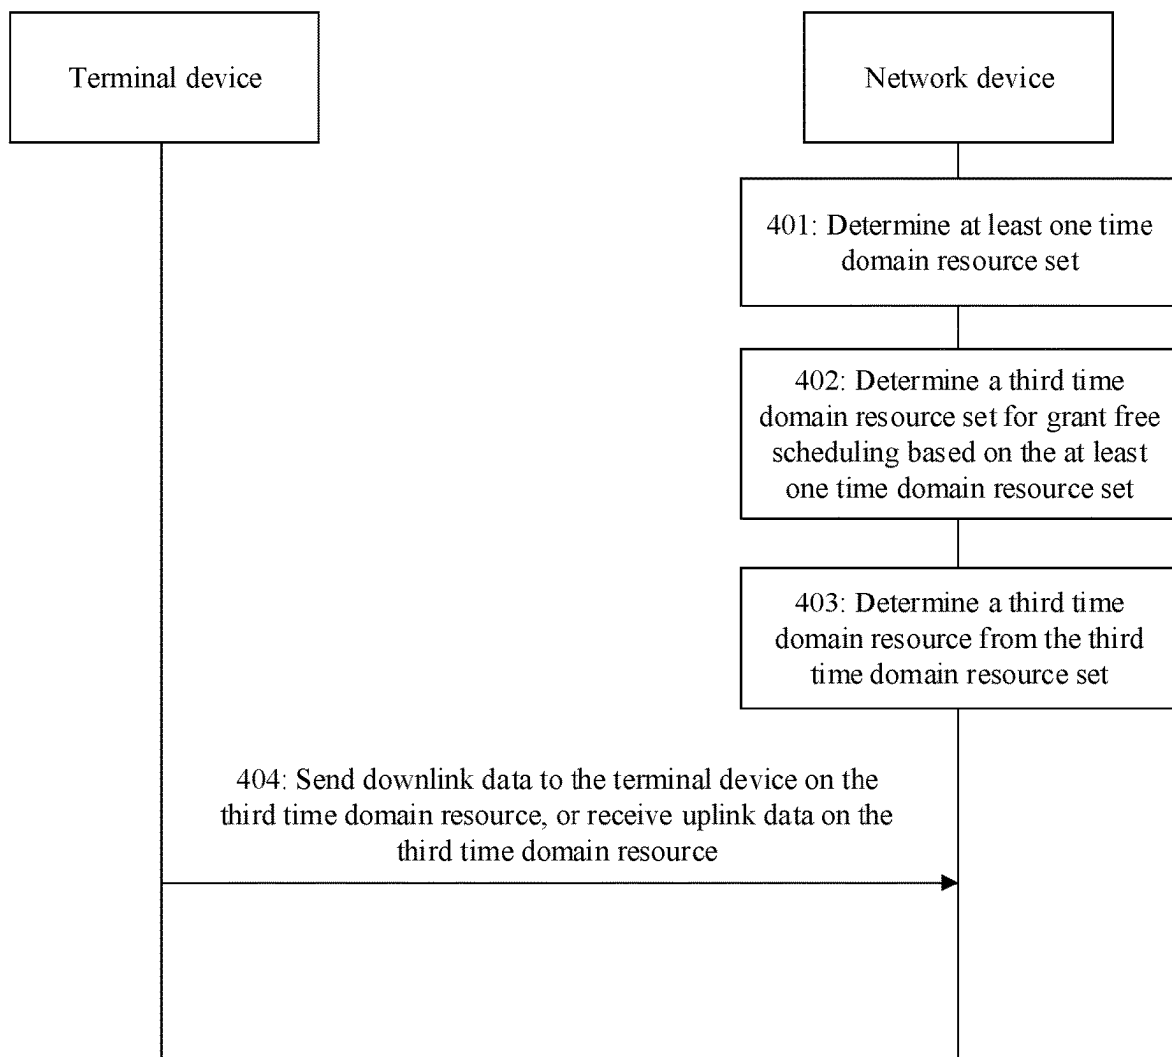 Terminal device
Network device
401: Determine at least one time
domain resource set
402: Determine a third time
domain resource set for grant free
scheduling based on the at least
one time domain resource set
403: Determine a third time
domain resource from the third
time domain resource set
404: Send downlink data to the terminal device on the
third time domain resource, or receive uplink data on the
third time domain resource